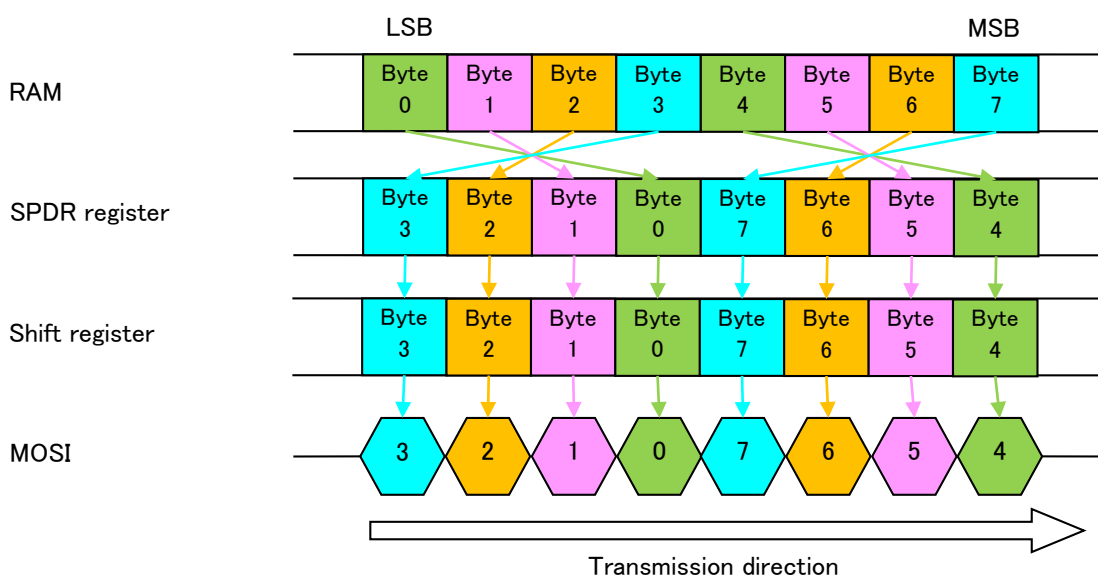 LSB MSB
RAM
Byte Byte Byte Byte Byte Byte Byte Byte
0 1 2 3 4 5 6 7
SPDR register
Byte Byte Byte Byte Byte Byte Byte Byte
3 2 1 0 7 6 5 4
Shift register
Byte Byte Byte Byte Byte Byte Byte Byte
3 2 1 0 7 6 5 4
MOSI
3 2 1 0 7 6 5 4
Transmission direction